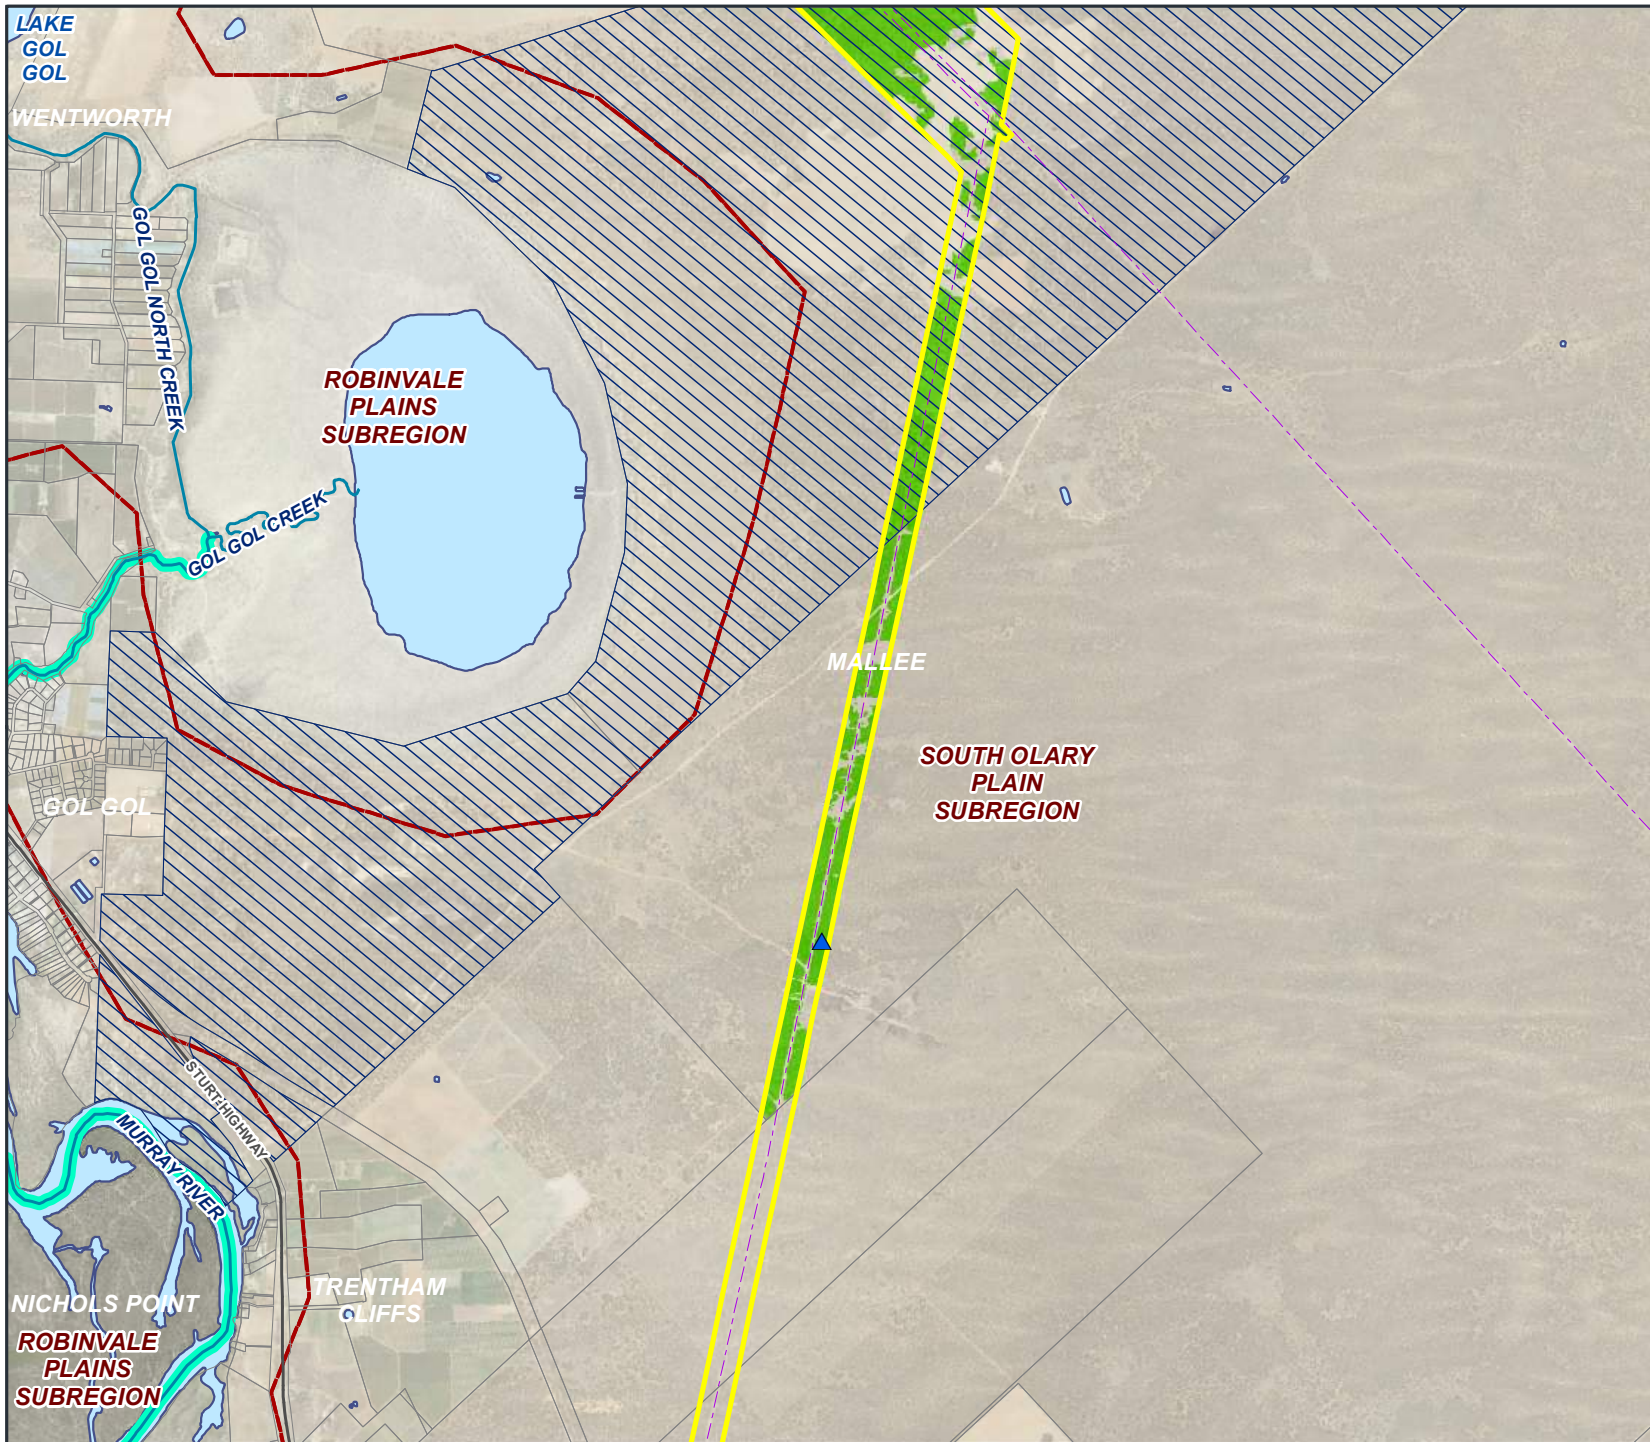 LAKE
GOL
GOL
WENTWORTH
GOL GOL NORTH CREEK
ROBINVALE
PLAINS
SUBREGION
GOL GOL CREEK
MALLEE
SOUTH OLARY
PLAIN
SUBREGION
GOL GOL
STURT HIGHWAY
MURRAY RIVER
TRENTHAM
CLIFFS
NICHOLS POINT
ROBINVALE
PLAINS
SUBREGION